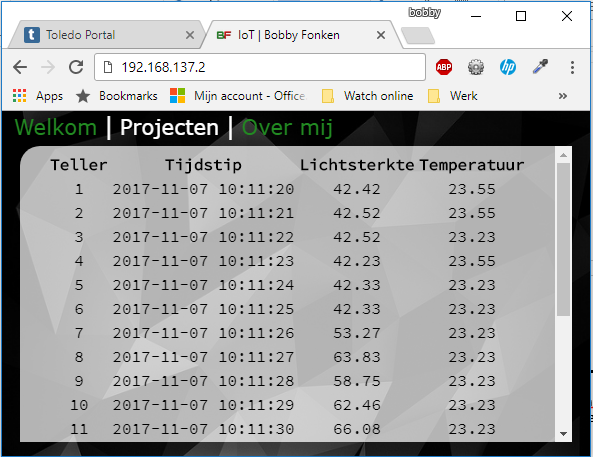 bobby
t Toledo Portal BF IoT | Bobby Fonken
192.168.137.2 ABP hp
Apps Bookmarks Mijn account - Office Watch online Werk »
Welkom | Projecten | Over mij
Teller Tijdstip Lichtsterkte Temperatuur
1 2017-11-07 10:11:20 42.42 23.55
2 2017-11-07 10:11:21 42.52 23.55
3 2017-11-07 10:11:22 42.52 23.23
4 2017-11-07 10:11:23 42.23 23.55
5 2017-11-07 10:11:24 42.33 23.23
6 2017-11-07 10:11:25 42.33 23.23
7 2017-11-07 10:11:26 53.27 23.23
8 2017-11-07 10:11:27 63.83 23.23
9 2017-11-07 10:11:28 58.75 23.23
10 2017-11-07 10:11:29 62.46 23.23
11 2017-11-07 10:11:30 66.08 23.23